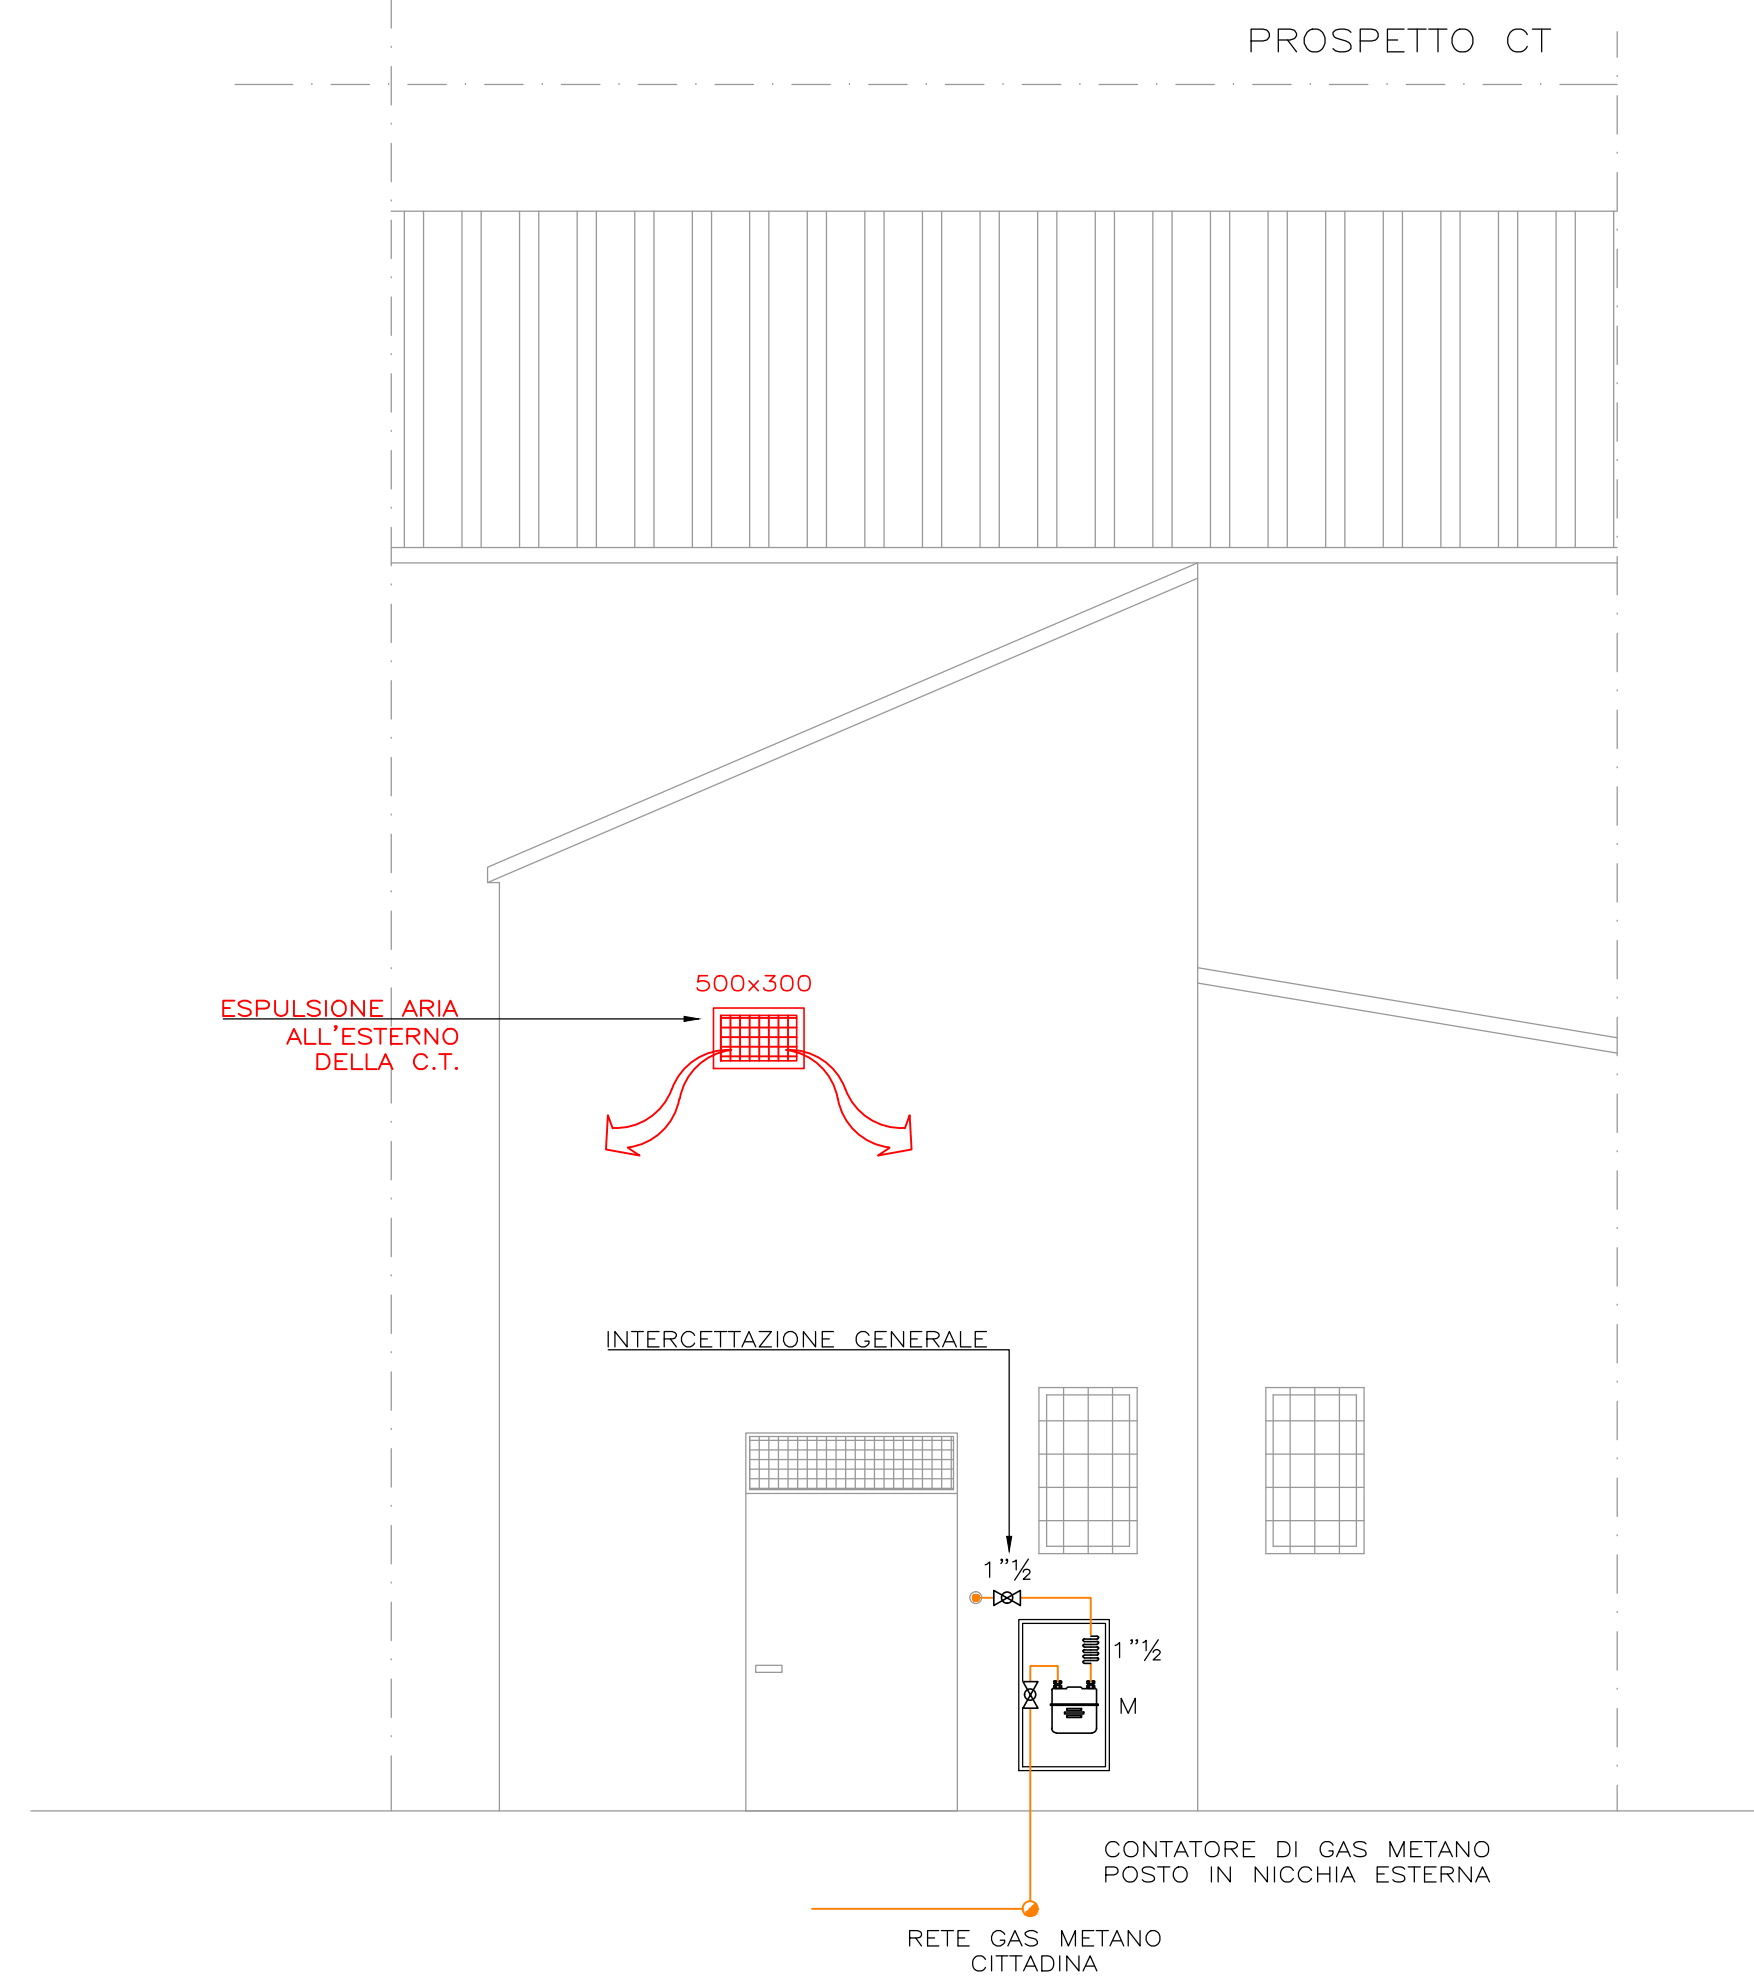 PROSPETTO CT
500x300
ESPULSIONE ARIA
ALL'ESTERNO
DELLA C.T.
INTERCETTAZIONE GENERALE
1"½
1"½
M
CONTATORE DI GAS METANO
POSTO IN NICCHIA ESTERNA
RETE GAS METANO
CITTADINA